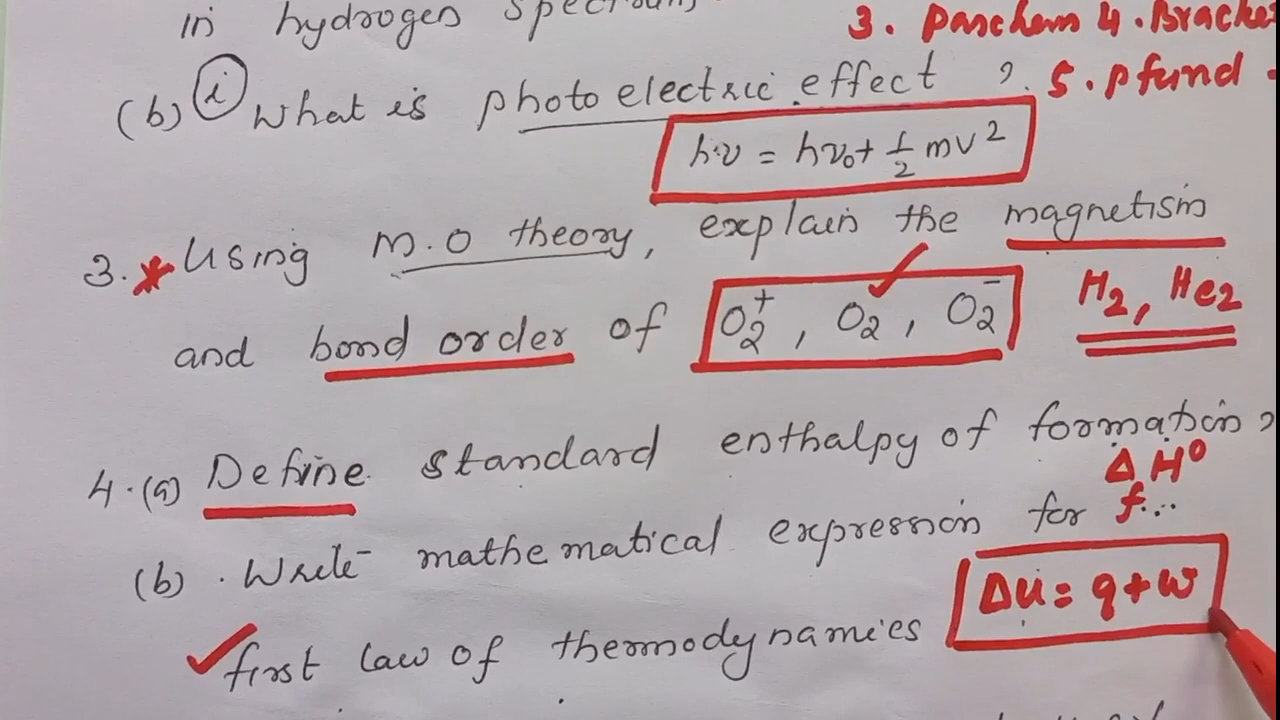 in hydrogen spectrum
3. Paschem 4. Bracket
(b) (i) What is photo electric effect ?
5. pfund
hν = hν₀ + 1/2 mv²
3. * Using M.O theory, explain the magnetism
and bond order of O₂⁺, O₂, O₂⁻ H₂, He₂
4. (a) Define standard enthalpy of formation?
ΔH⁰
f...
(b). Write mathematical expression for
first law of thermodynamics ΔU = q + w